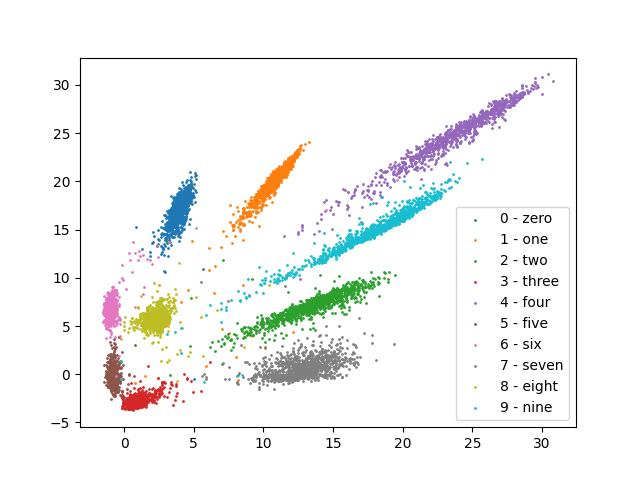 30
25
20
15
10
5
0
−5
0 5 10 15 20 25 30
0 - zero
1 - one
2 - two
3 - three
4 - four
5 - five
6 - six
7 - seven
8 - eight
9 - nine